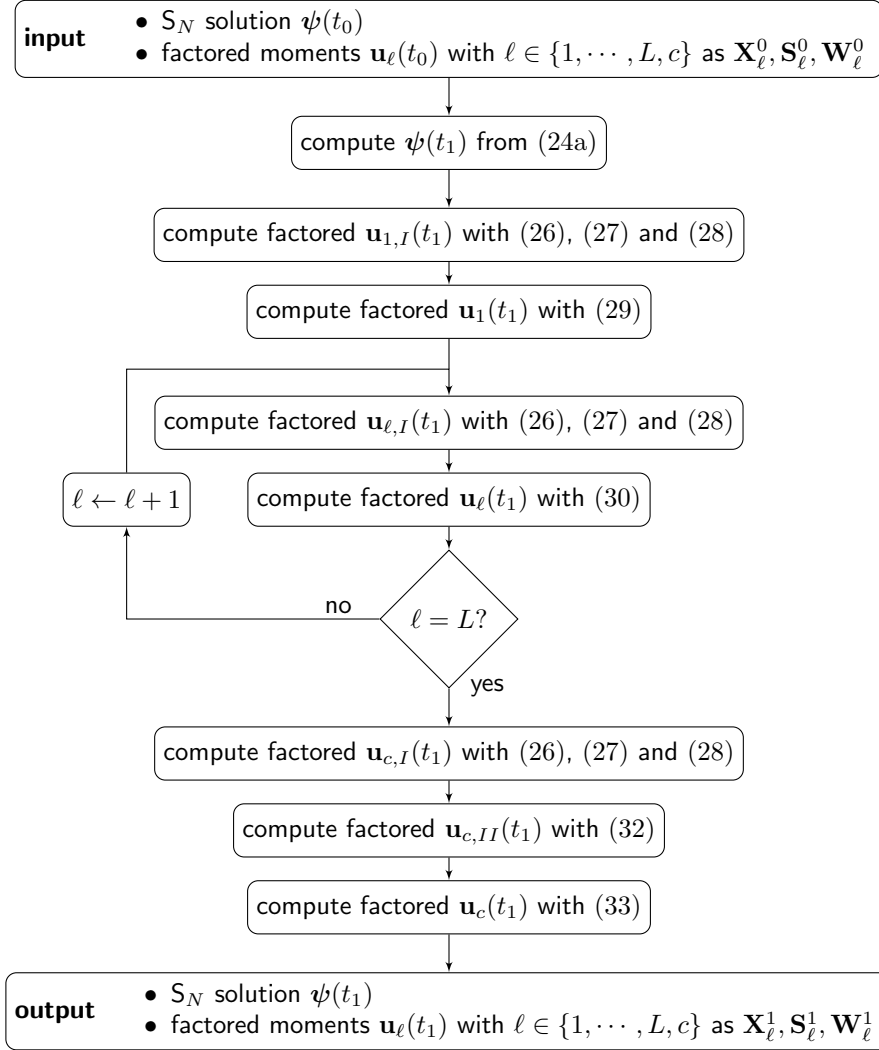 input
• S_N solution ψ(t_0)
• factored moments u_ℓ(t_0) with ℓ ∈ {1, ⋯ , L, c} as X_ℓ^0, S_ℓ^0, W_ℓ^0
compute ψ(t_1) from (24a)
compute factored u_{1,I}(t_1) with (26), (27) and (28)
compute factored u_1(t_1) with (29)
compute factored u_{ℓ,I}(t_1) with (26), (27) and (28)
ℓ ← ℓ + 1
compute factored u_ℓ(t_1) with (30)
no
ℓ = L?
yes
compute factored u_{c,I}(t_1) with (26), (27) and (28)
compute factored u_{c,II}(t_1) with (32)
compute factored u_c(t_1) with (33)
output
• S_N solution ψ(t_1)
• factored moments u_ℓ(t_1) with ℓ ∈ {1, ⋯ , L, c} as X_ℓ^1, S_ℓ^1, W_ℓ^1